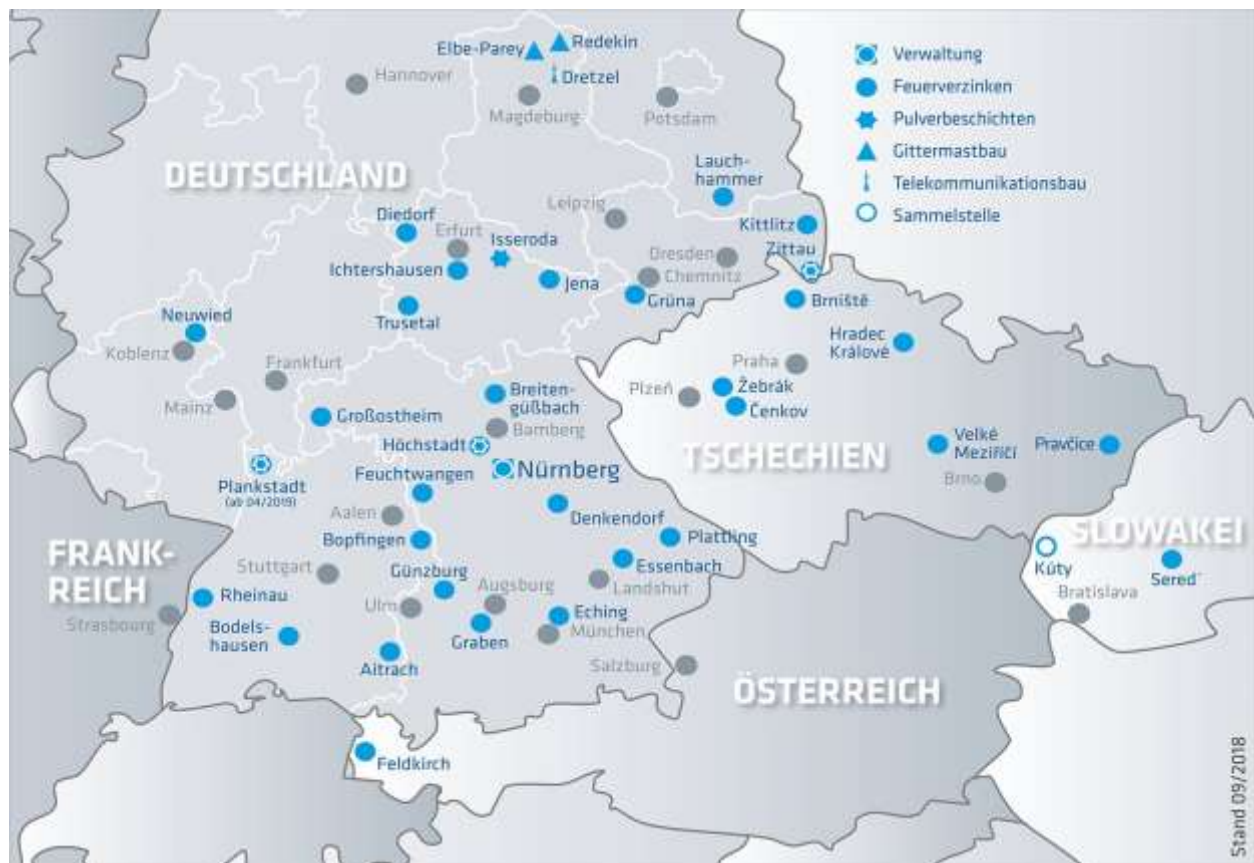 Elbe-Parey
Redekin
Dretzel
Hannover
Magdeburg
Potsdam
Verwaltung
Feuerverzinken
Pulverbeschichten
Gittermastbau
Telekommunikationsbau
Sammelstelle
DEUTSCHLAND
Lauch-
hammer
Leipzig
Diedorf
Erfurt
Isseroda
Kittlitz
Zittau
Dresden
Chemnitz
Ichtershausen
Jena
Grüna
Trusetal
Brniště
Neuwied
Koblenz
Hradec
Králové
Frankfurt
Praha
Mainz
Breiten-
güßbach
Plzeň
Žebrák
Čenkov
Großostheim
Bamberg
Höchstadt
Velké
Meziříčí
Pravčice
TSCHECHIEN
Nürnberg
Feuchtwangen
Plankstadt
(ab 04/2019)
Brno
Aalen
Denkendorf
Bopfingen
Plattling
FRANK-
REICH
SLOWAKEI
Stuttgart
Günzburg
Augsburg
Essenbach
Landshut
Kúty
Sereď
Rheinau
Ulm
Eching
Bratislava
Strasbourg
Bodels-
hausen
Graben
München
Aitrach
Salzburg
ÖSTERREICH
Feldkirch
Stand 09/2018